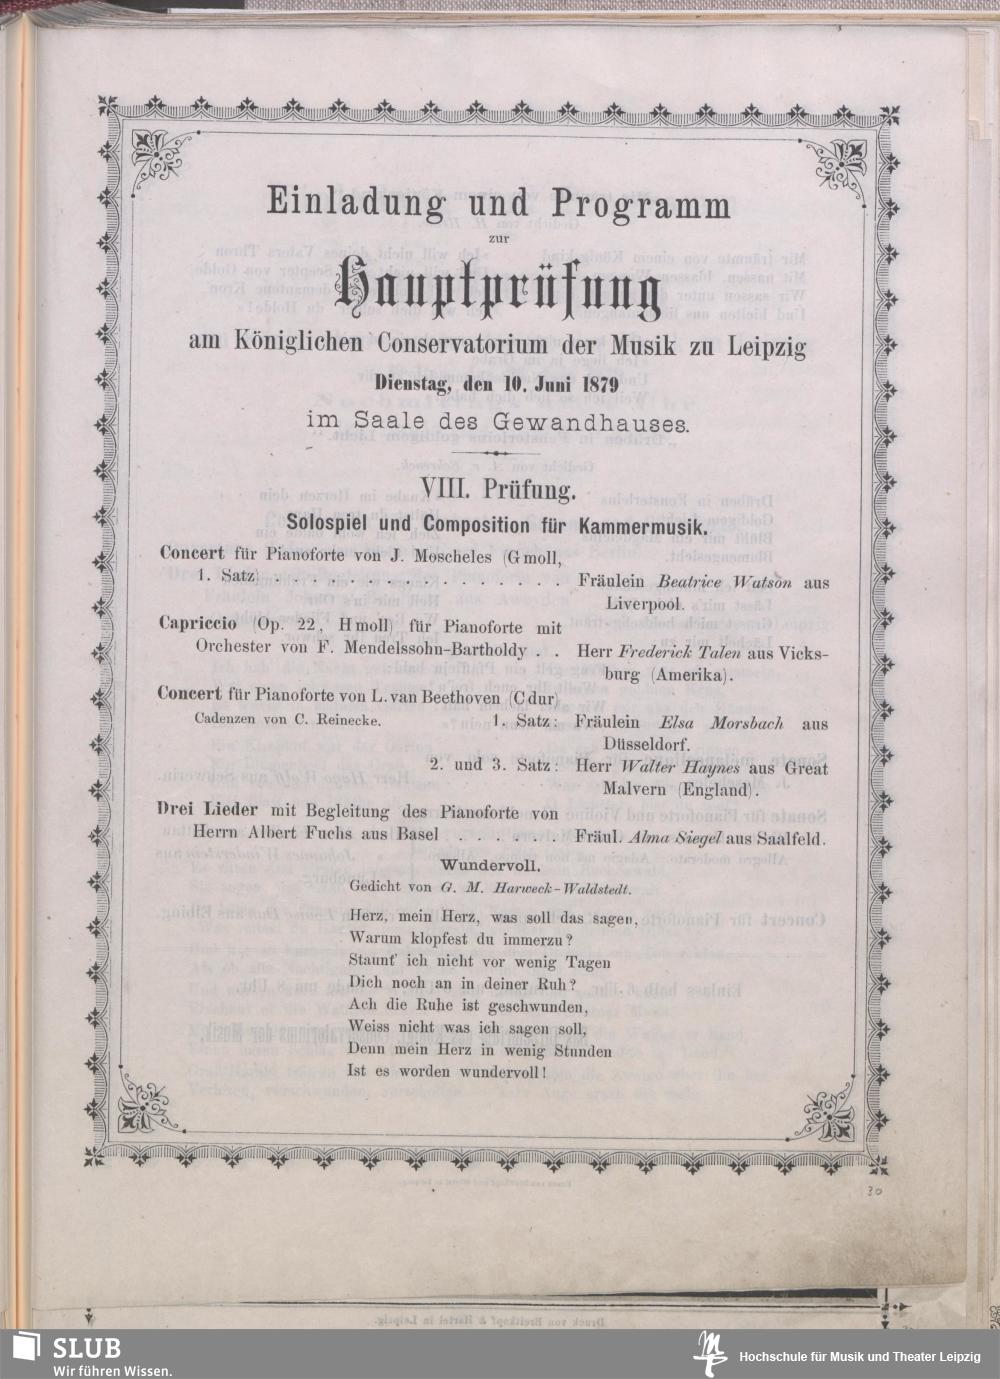 Einladung und Programm
zur
Hauptprüfung
am Königlichen Conservatorium der Musik zu Leipzig
Dienstag, den 10. Juni 1879
im Saale des Gewandhauses.
VIII. Prüfung.
Solospiel und Composition für Kammermusik.
Concert für Pianoforte von J. Moscheles (G moll,
1. Satz) . . . . . . . . . . . . . . . . Fräulein Beatrice Watson aus
Liverpool.
Capriccio (Op. 22, H moll) für Pianoforte mit
Orchester von F. Mendelssohn-Bartholdy . . Herr Frederick Talen aus Vicks-
burg (Amerika).
Concert für Pianoforte von L. van Beethoven (C dur)
Cadenzen von C. Reinecke. 1. Satz: Fräulein Elsa Morsbach aus
Düsseldorf.
2. und 3. Satz: Herr Walter Haynes aus Great
Malvern (England).
Drei Lieder mit Begleitung des Pianoforte von
Herrn Albert Fuchs aus Basel . . . . . Fräul. Alma Siegel aus Saalfeld.
Wundervoll.
Gedicht von G. M. Harweck-Waldstedt.
Herz, mein Herz, was soll das sagen,
Warum klopfest du immerzu?
Staunt' ich nicht vor wenig Tagen
Dich noch an in deiner Ruh?
Ach die Ruhe ist geschwunden,
Weiss nicht was ich sagen soll,
Denn mein Herz in wenig Stunden
Ist es worden wundervoll!
30
SLUB
Wir führen Wissen.
Hochschule für Musik und Theater Leipzig